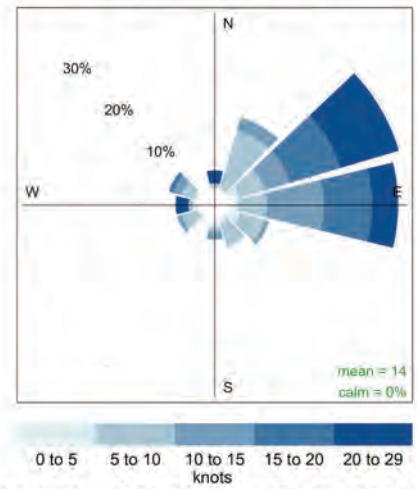 N
30%
20%
10%
W
E
S
mean = 14
calm = 0%
0 to 5 5 to 10 10 to 15 15 to 20 20 to 29
knots